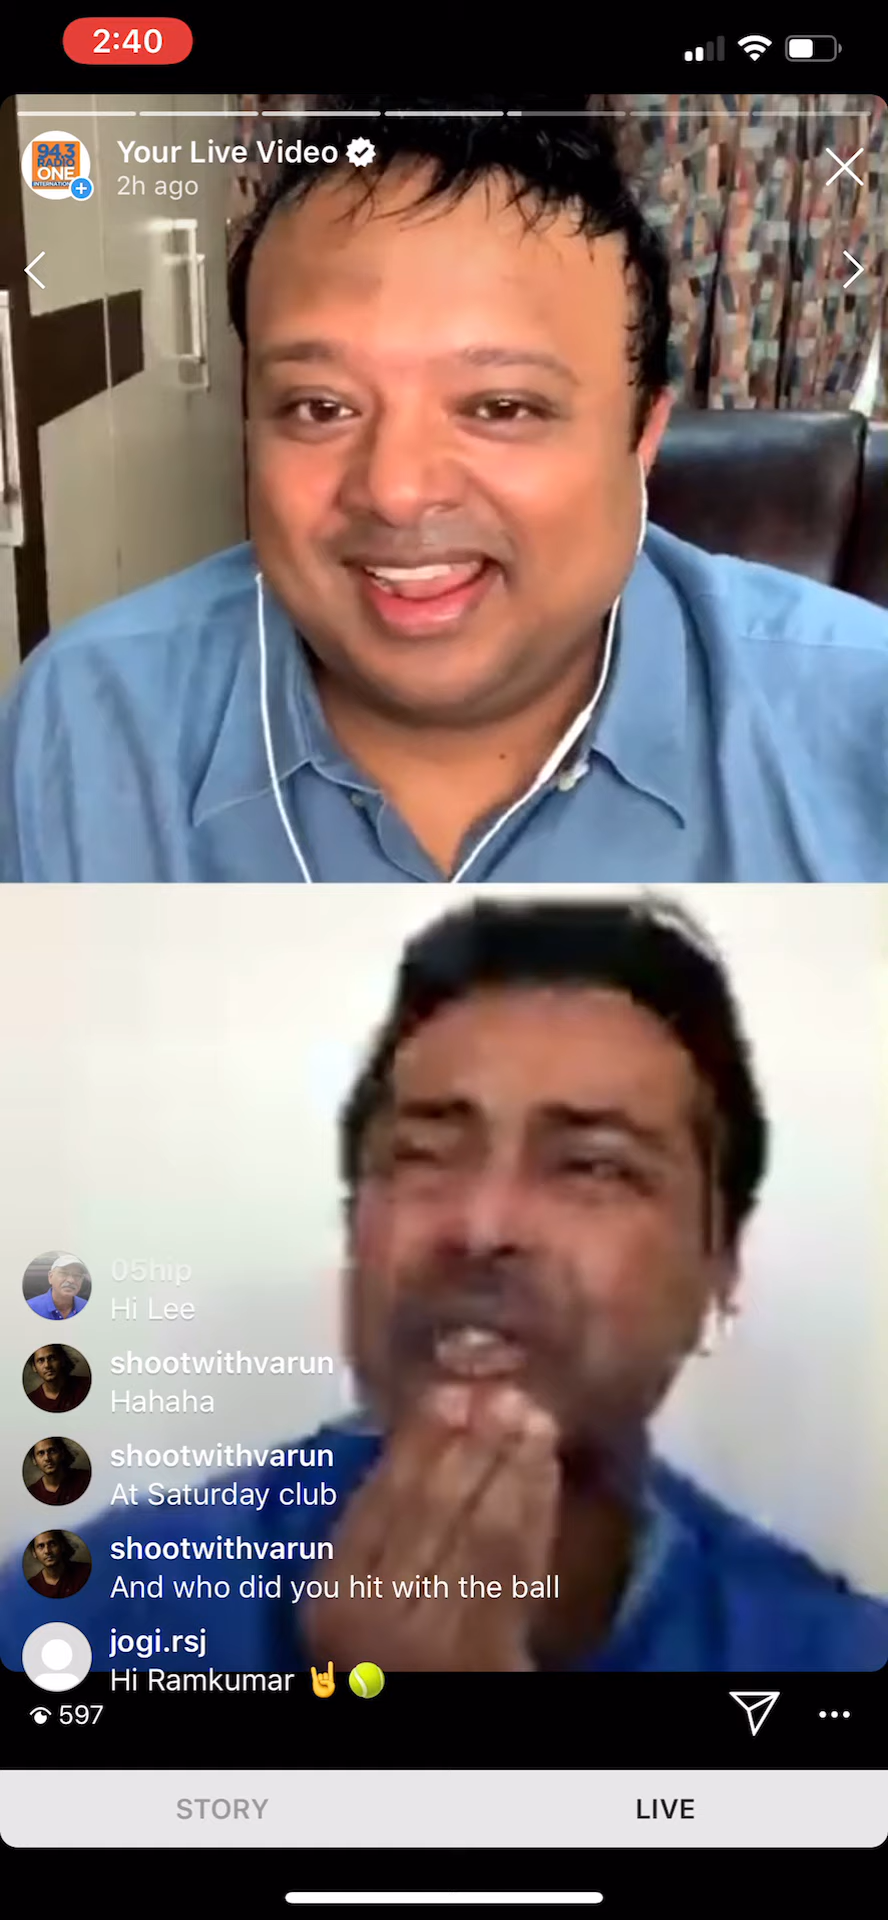 2:40
94.3
RADIO
ONE
INTERNATIONAL
Your Live Video
2h ago
05hip
Hi Lee
shootwithvarun
Hahaha
shootwithvarun
At Saturday club
shootwithvarun
And who did you hit with the ball
jogi.rsj
Hi Ramkumar 🤘🎾
597
STORY
LIVE